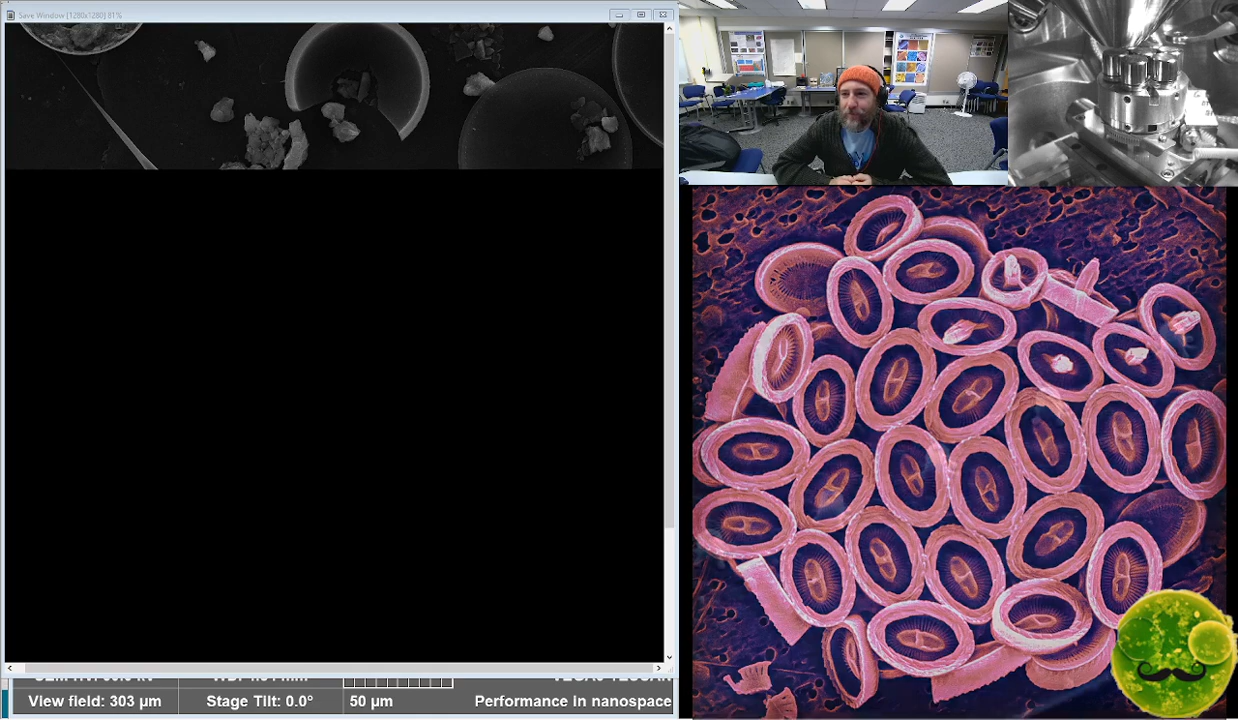 Save Window [1280x1280] 81%
View field: 303 µm
Stage Tilt: 0.0°
50 µm
Performance in nanospace